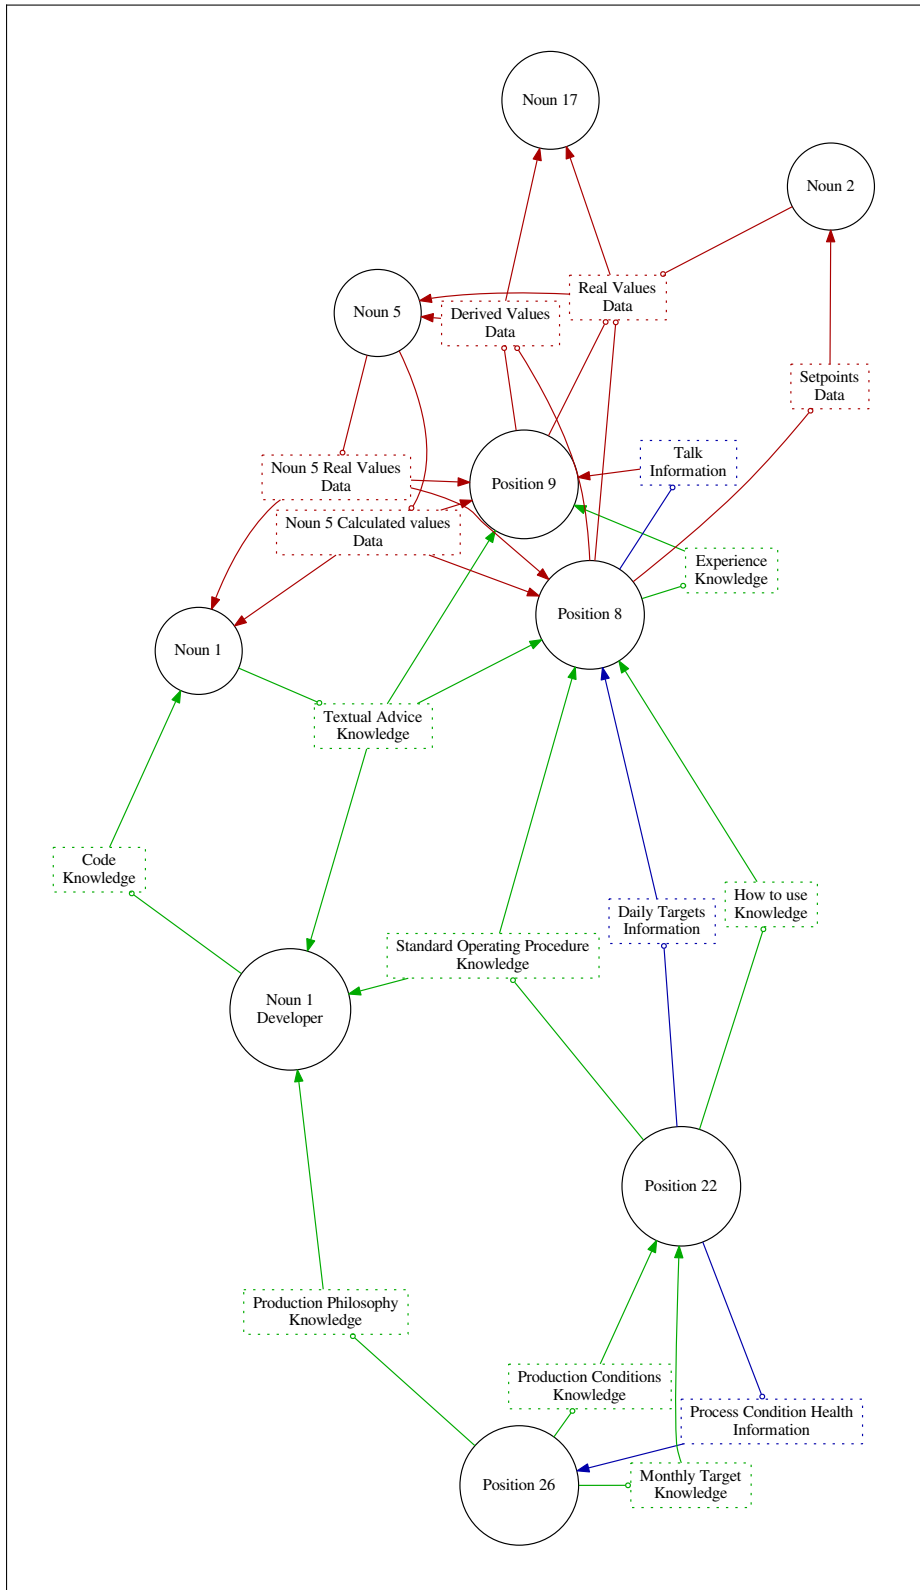 Noun 17
Noun 2
Real Values
Data
Noun 5
Derived Values
Data
Setpoints
Data
Talk
Information
Noun 5 Real Values
Data
Position 9
Noun 5 Calculated values
Data
Experience
Knowledge
Position 8
Noun 1
Textual Advice
Knowledge
Code
Knowledge
How to use
Knowledge
Daily Targets
Information
Standard Operating Procedure
Knowledge
Noun 1
Developer
Position 22
Production Philosophy
Knowledge
Production Conditions
Knowledge
Process Condition Health
Information
Position 26
Monthly Target
Knowledge